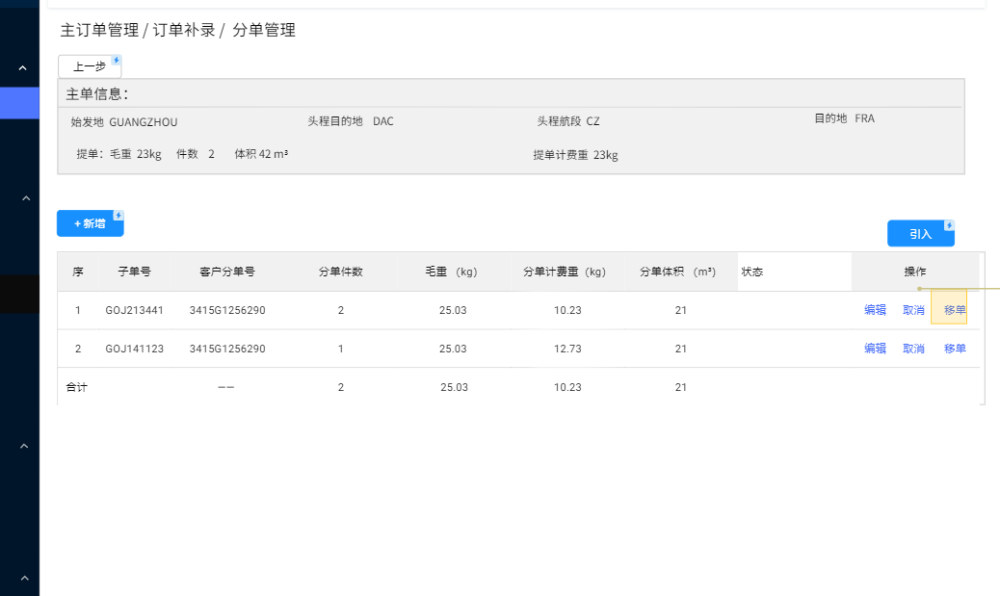 主订单管理 / 订单补录 / 分单管理
上一步
主单信息：
始发地 GUANGZHOU 头程目的地 DAC 头程航段 CZ 目的地 FRA
提单：毛重 23kg 件数 2 体积 42 m³ 提单计费重 23kg
+ 新增
引入
序 子单号 客户分单号 分单件数 毛重 （kg） 分单计费重（kg） 分单体积 （m³） 状态 操作
1 GOJ213441 3415G1256290 2 25.03 10.23 21 编辑 取消 移单
2 GOJ141123 3415G1256290 1 25.03 12.73 21 编辑 取消 移单
合计 —— 2 25.03 10.23 21